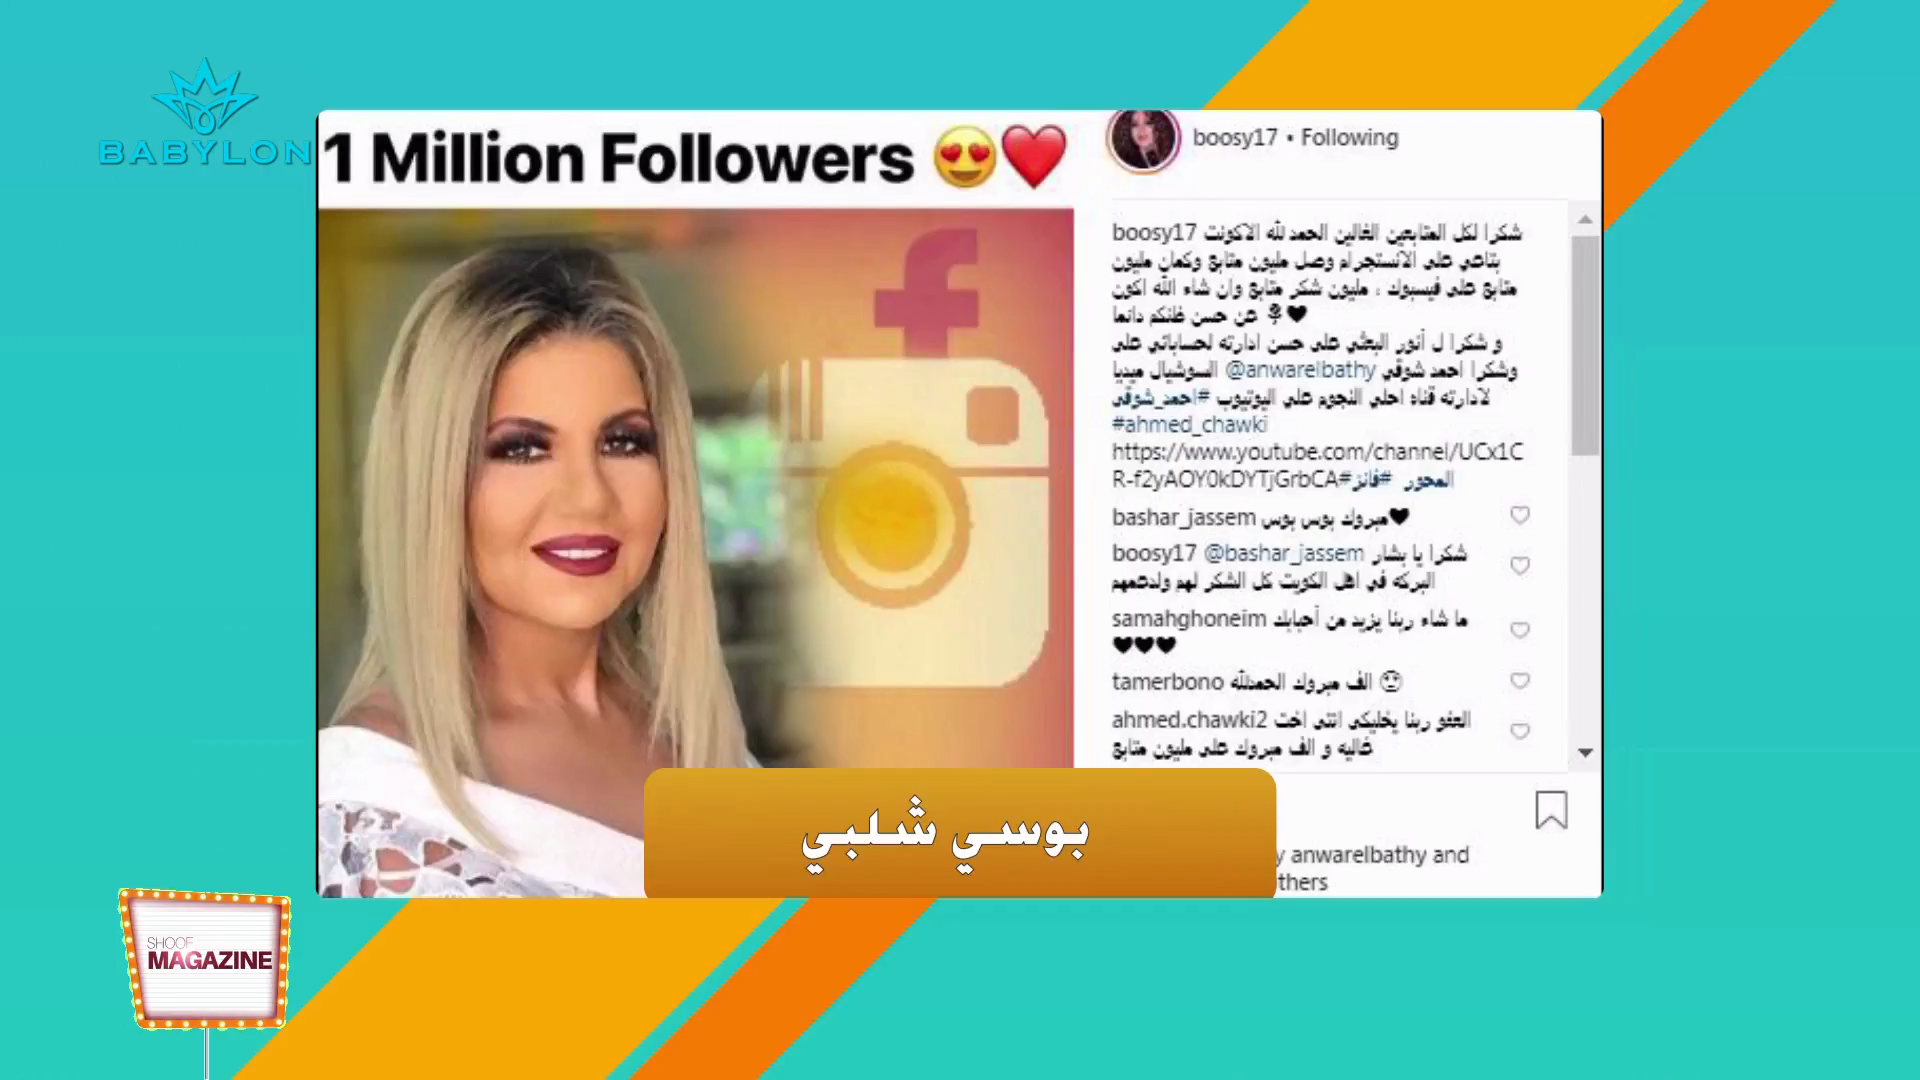 BABYLON
1 Million Followers 😍❤️
boosy17 • Following
boosy17 شكرا لكل المتابعين الغالين الحمد لله الاكونت
بتاعي على الانستجرام وصل مليون متابع وكمان مليون
متابع على فيسبوك ، مليون شكر متابع وان شاء الله اكون
عن حسن ظنكم دائما 🌹♥
و شكرا ل أنور البعثي على حسن ادارته لحساباتي على
السوشيال ميديا @anwarelbathy وشكرا احمد شوقي
لادارته قناه احلى النجوم على اليوتيوب #احمد_شوقي
#ahmed_chawki
https://www.youtube.com/channel/UCx1C
R-f2yAOY0kDYTjGrbCA#المحور #فانز
bashar_jassem مبروك بوس بوس♥
boosy17 @bashar_jassem شكرا يا بشار
البركه في اهل الكويت كل الشكر لهم ولدعمهم
samahghoneim ما شاء ربنا يزيد من أحبابك
♥♥♥
tamerbono الف مبروك الحمدلله
ahmed.chawki2 العفو ربنا يخليكي انتي اخت
غاليه و الف مبروك على مليون متابع
y anwarelbathy and
thers
بوسي شلبي
SHOOF
MAGAZINE